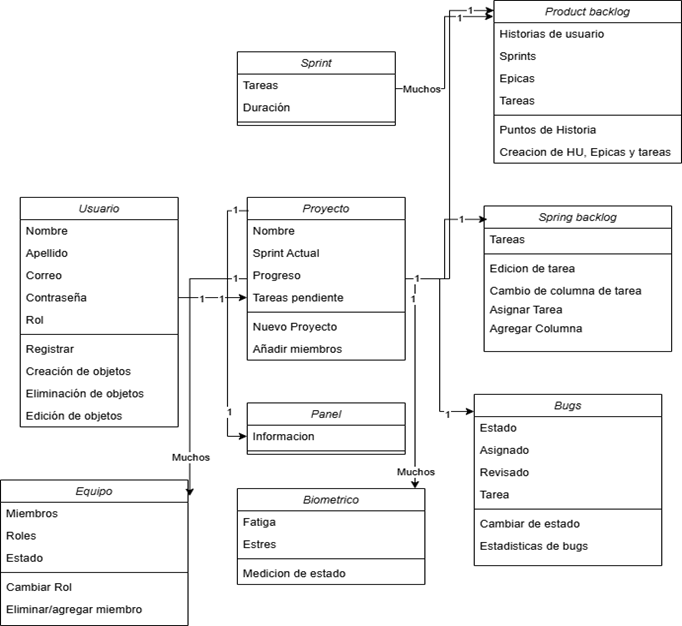 Product backlog
Historias de usuario
Sprints
Epicas
Tareas
Puntos de Historia
Creacion de HU, Epicas y tareas
1
1
Sprint
Tareas
Duración
Muchos
Usuario
Nombre
Apellido
Correo
Contraseña
Rol
Registrar
Creación de objetos
Eliminación de objetos
Edición de objetos
Proyecto
Nombre
Sprint Actual
Progreso
Tareas pendiente
Nuevo Proyecto
Añadir miembros
1
1
1
1
1
1
1
Spring backlog
Tareas
Edicion de tarea
Cambio de columna de tarea
Asignar Tarea
Agregar Columna
1
Panel
Informacion
1
Bugs
Estado
Asignado
Revisado
Tarea
Cambiar de estado
Estadisticas de bugs
Muchos
Equipo
Miembros
Roles
Estado
Cambiar Rol
Eliminar/agregar miembro
Muchos
Biometrico
Fatiga
Estres
Medicion de estado